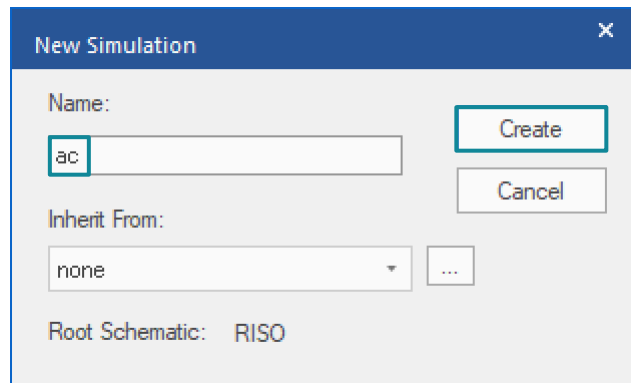 New Simulation
Name:
ac
Create
Cancel
Inherit From:
none
...
Root Schematic: RISO